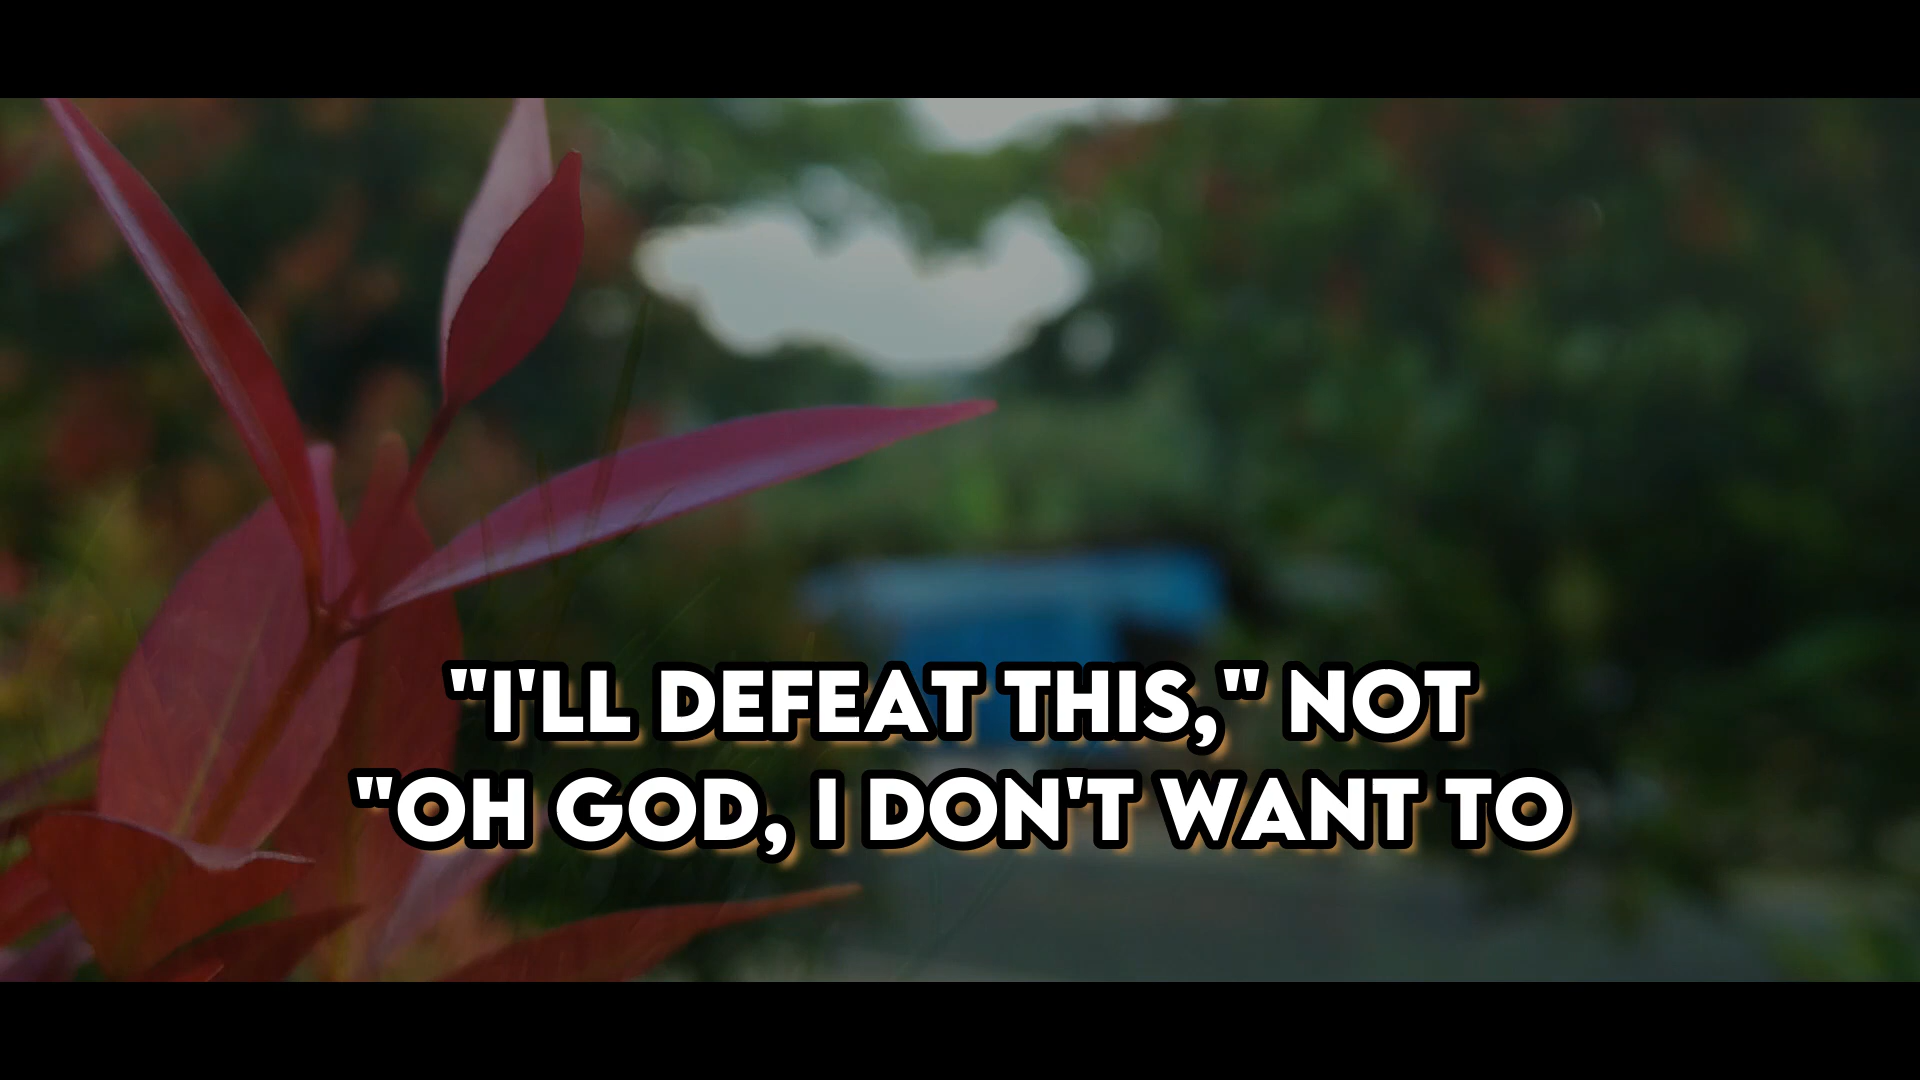 "I'LL DEFEAT THIS," NOT
"OH GOD, I DON'T WANT TO